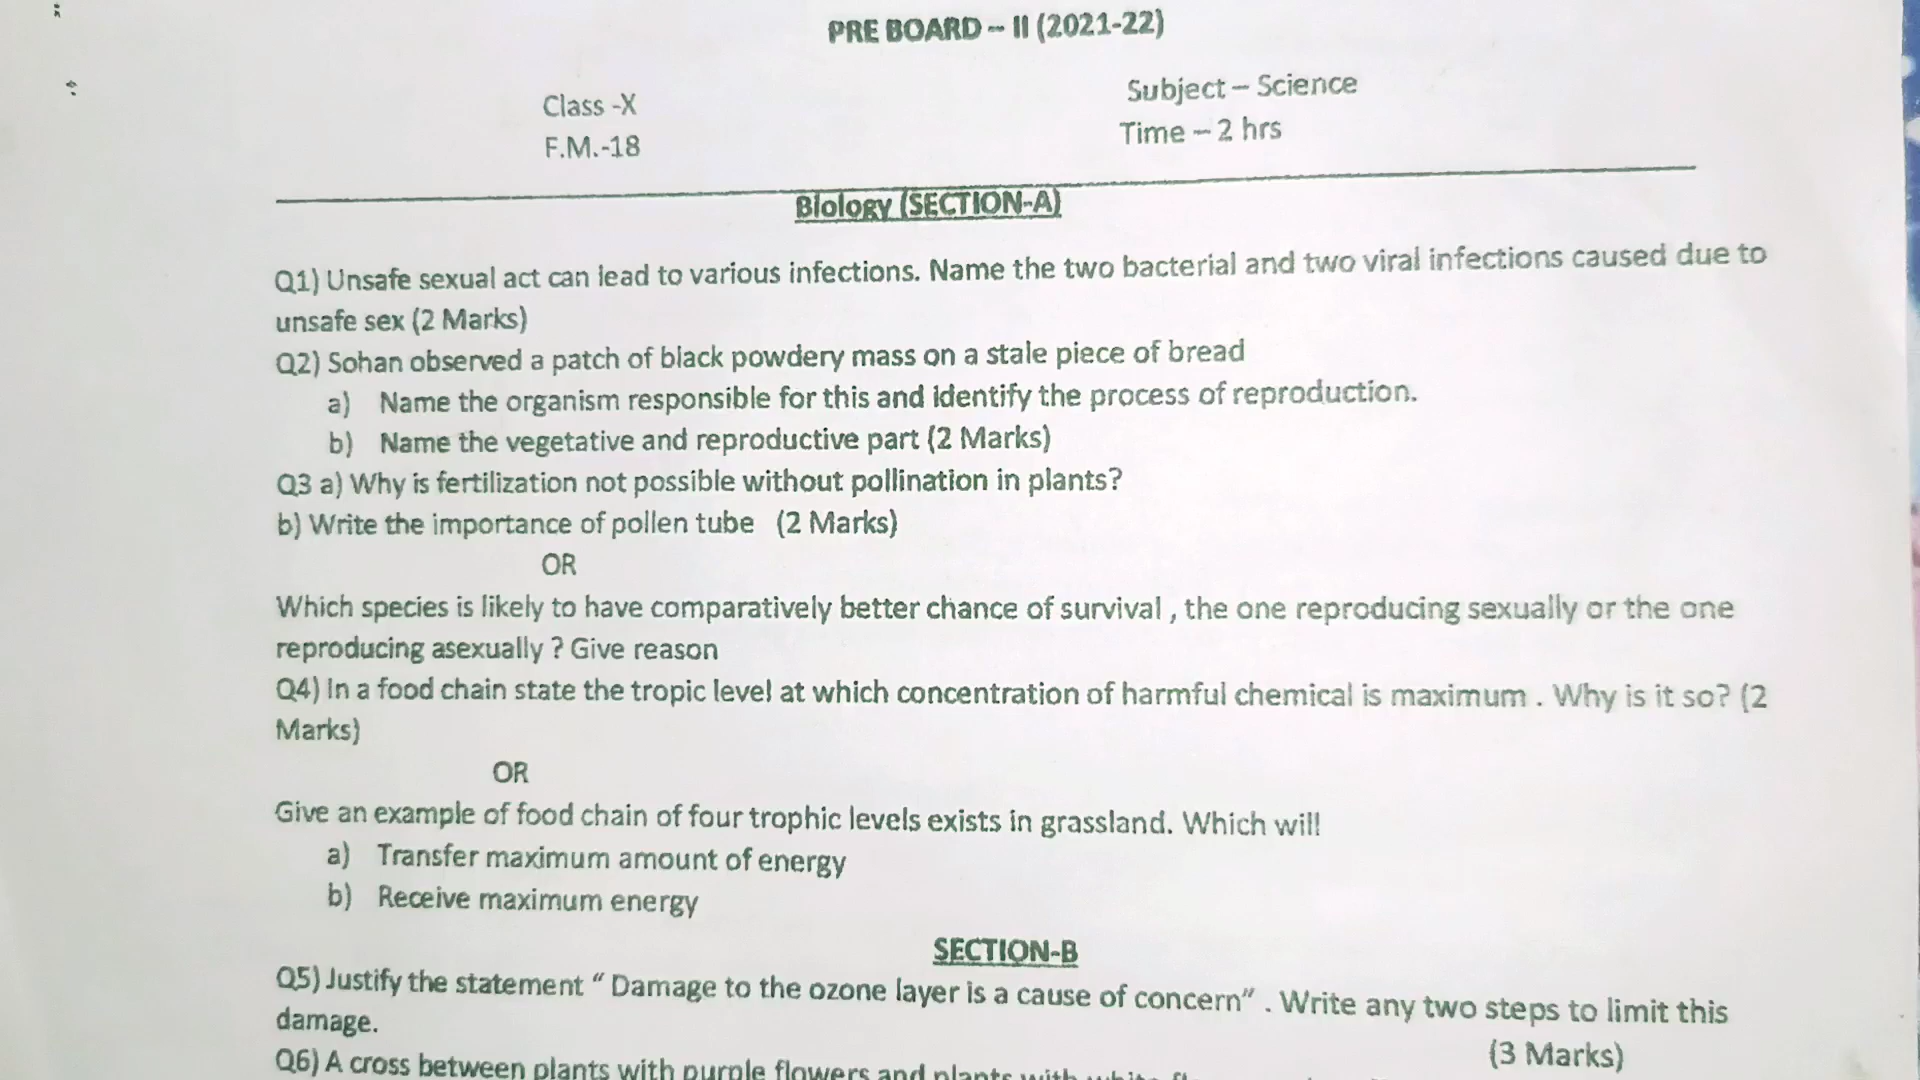 PRE BOARD – II (2021-22)
Class -X
Subject – Science
F.M.-18
Time – 2 hrs
Biology (SECTION-A)
Q1) Unsafe sexual act can lead to various infections. Name the two bacterial and two viral infections caused due to
unsafe sex (2 Marks)
Q2) Sohan observed a patch of black powdery mass on a stale piece of bread
a) Name the organism responsible for this and identify the process of reproduction.
b) Name the vegetative and reproductive part (2 Marks)
Q3 a) Why is fertilization not possible without pollination in plants?
b) Write the importance of pollen tube (2 Marks)
OR
Which species is likely to have comparatively better chance of survival , the one reproducing sexually or the one
reproducing asexually ? Give reason
Q4) In a food chain state the tropic level at which concentration of harmful chemical is maximum . Why is it so? (2
Marks)
OR
Give an example of food chain of four trophic levels exists in grassland. Which will
a) Transfer maximum amount of energy
b) Receive maximum energy
SECTION-B
Q5) Justify the statement “ Damage to the ozone layer is a cause of concern” . Write any two steps to limit this
damage.
(3 Marks)
Q6) A cross between plants with purple flowers and plants with white